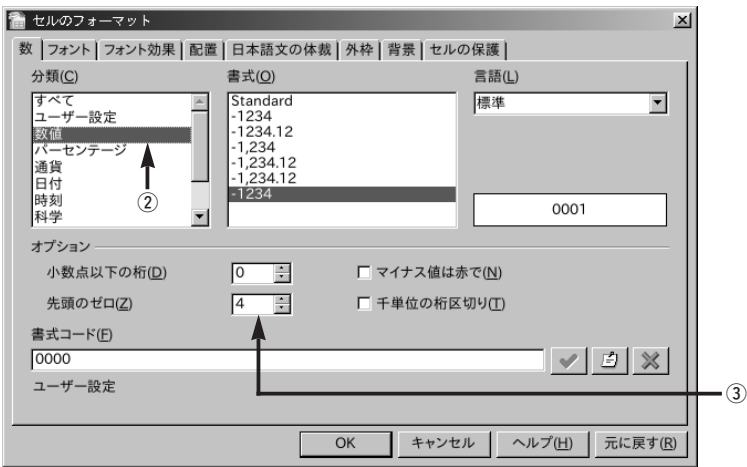 セルのフォーマット
数 フォント フォント効果 配置 日本語文の体裁 外枠 背景 セルの保護
分類(C)
すべて
ユーザー設定
数値
パーセンテージ
通貨
日付
時刻
科学
②
書式(O)
Standard
-1234
-1234.12
-1,234
-1,234.12
-1,234.12
-1234
言語(L)
標準
0001
オプション
小数点以下の桁(D) 0 マイナス値は赤で(N)
先頭のゼロ(Z) 4 千単位の桁区切り(T)
書式コード(F)
0000
ユーザー設定
③
OK キャンセル ヘルプ(H) 元に戻す(R)